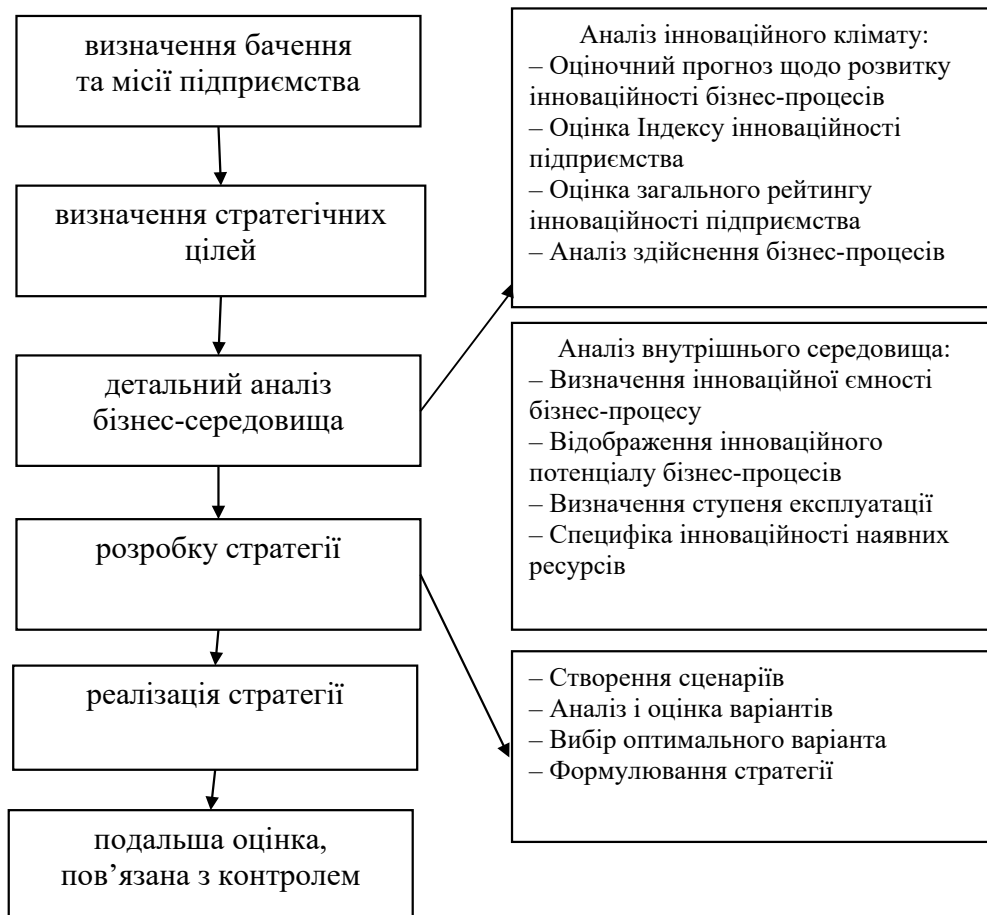 визначення бачення
та місії підприємства
визначення стратегічних
цілей
детальний аналіз
бізнес-середовища
розробку стратегії
реалізація стратегії
подальша оцінка,
пов’язана з контролем
Аналіз інноваційного клімату:
– Оціночний прогноз щодо розвитку
інноваційності бізнес-процесів
– Оцінка Індексу інноваційності
підприємства
– Оцінка загального рейтингу
інноваційності підприємства
– Аналіз здійснення бізнес-процесів
Аналіз внутрішнього середовища:
– Визначення інноваційної ємності
бізнес-процесу
– Відображення інноваційного
потенціалу бізнес-процесів
– Визначення ступеня експлуатації
– Специфіка інноваційності наявних
ресурсів
– Створення сценаріїв
– Аналіз і оцінка варіантів
– Вибір оптимального варіанта
– Формулювання стратегії